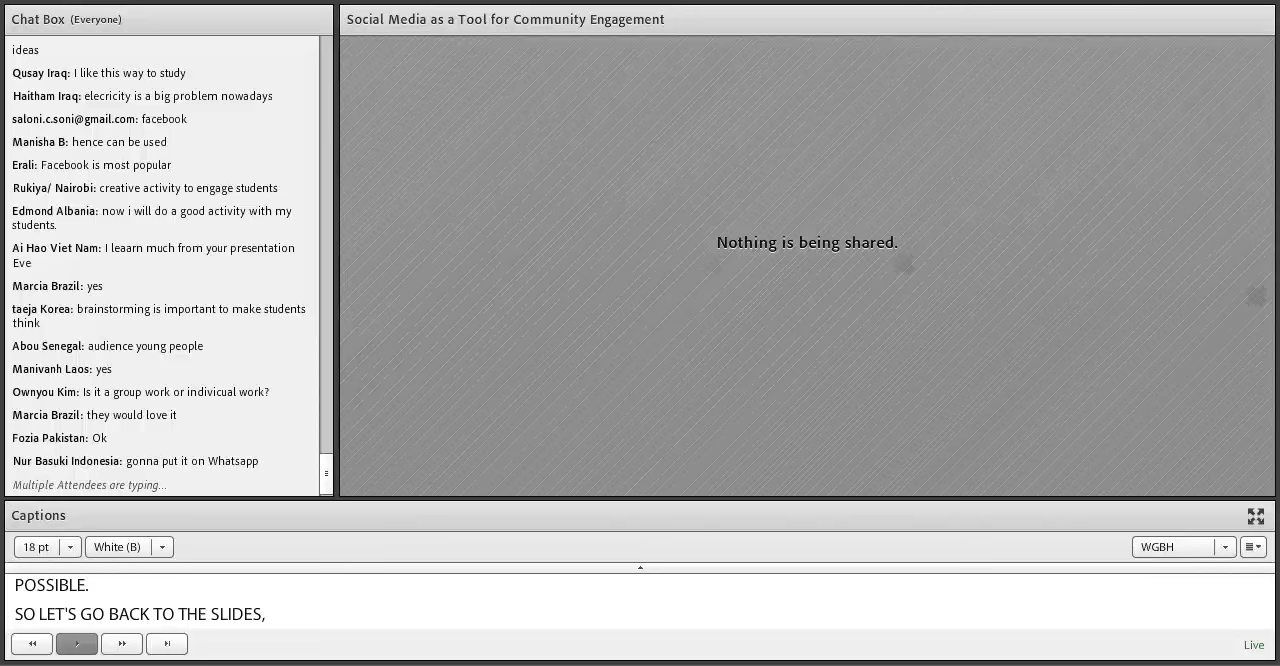 Chat Box (Everyone)
ideas
Qusay Iraq: I like this way to study
Haitham Iraq: elecricity is a big problem nowadays
saloni.c.soni@gmail.com: facebook
Manisha B: hence can be used
Erali: Facebook is most popular
Rukiya/ Nairobi: creative activity to engage students
Edmond Albania: now i will do a good activity with my
students.
Ai Hao Viet Nam: I leaarn much from your presentation
Eve
Marcia Brazil: yes
taeja Korea: brainstorming is important to make students
think
Abou Senegal: audience young people
Manivanh Laos: yes
Ownyou Kim: Is it a group work or indivicual work?
Marcia Brazil: they would love it
Fozia Pakistan: Ok
Nur Basuki Indonesia: gonna put it on Whatsapp
Multiple Attendees are typing...
Social Media as a Tool for Community Engagement
Nothing is being shared.
Captions
18 pt
White (B)
WGBH
POSSIBLE.
SO LET'S GO BACK TO THE SLIDES,
Live